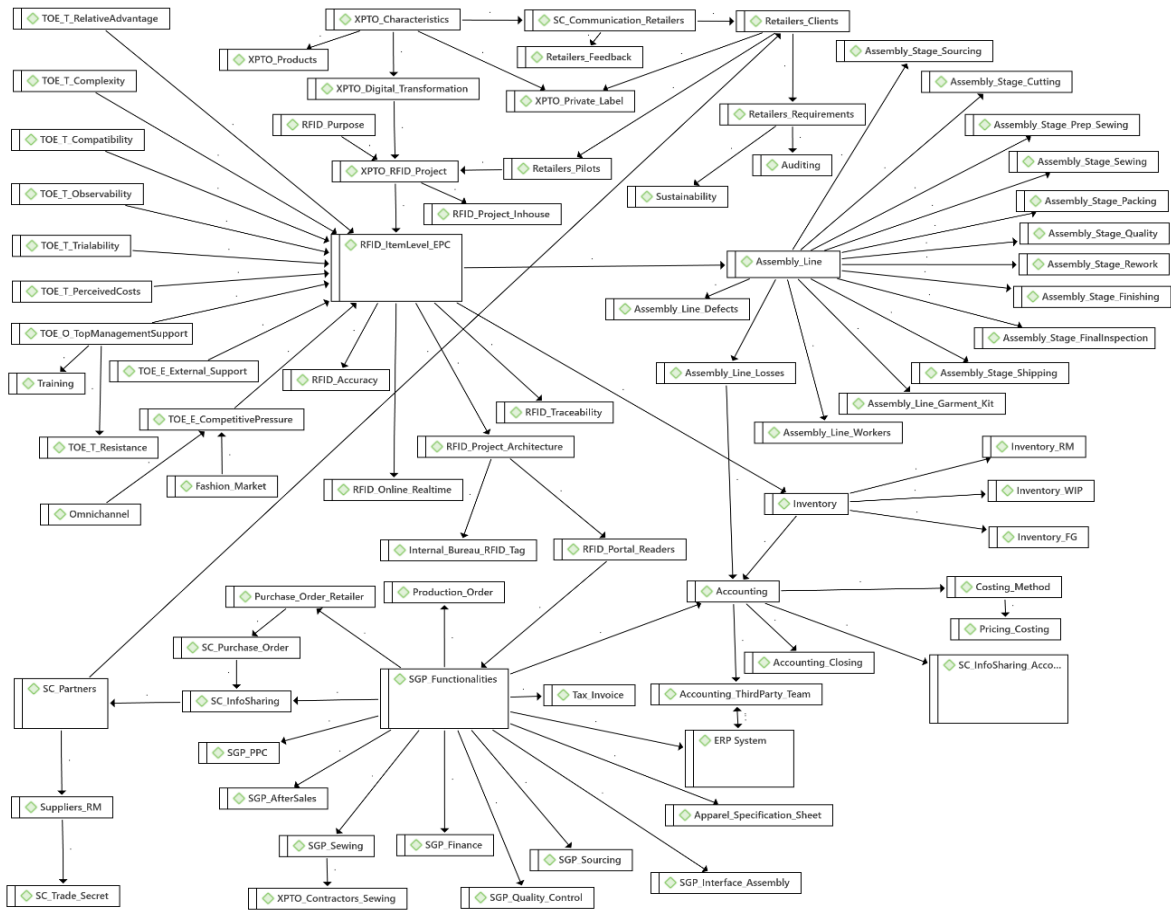 TOE_T_RelativeAdvantage
XPTO_Characteristics
SC_Communication_Retailers
Retailers_Clients
XPTO_Products
Retailers_Feedback
Assembly_Stage_Sourcing
TOE_T_Complexity
XPTO_Digital_Transformation
XPTO_Private_Label
Assembly_Stage_Cutting
RFID_Purpose
Retailers_Requirements
Assembly_Stage_Prep_Sewing
TOE_T_Compatibility
XPTO_RFID_Project
Retailers_Pilots
Auditing
Assembly_Stage_Sewing
TOE_T_Observability
RFID_Project_Inhouse
Sustainability
Assembly_Stage_Packing
TOE_T_Trialability
RFID_ItemLevel_EPC
Assembly_Stage_Quality
Assembly_Line
Assembly_Stage_Rework
TOE_T_PerceivedCosts
Assembly_Line_Defects
Assembly_Stage_Finishing
TOE_O_TopManagementSupport
Assembly_Stage_FinalInspection
Training
TOE_E_External_Support
RFID_Accuracy
Assembly_Line_Losses
Assembly_Stage_Shipping
TOE_E_CompetitivePressure
RFID_Traceability
Assembly_Line_Garment_Kit
TOE_T_Resistance
RFID_Project_Architecture
Assembly_Line_Workers
Inventory_RM
Fashion_Market
RFID_Online_Realtime
Inventory
Inventory_WIP
Omnichannel
Internal_Bureau_RFID_Tag
RFID_Portal_Readers
Inventory_FG
Purchase_Order_Retailer
Production_Order
Accounting
Costing_Method
SC_Purchase_Order
Pricing_Costing
SC_Partners
SC_InfoSharing
SGP_Functionalities
Tax_Invoice
Accounting_ThirdParty_Team
Accounting_Closing
SC_InfoSharing_Acco...
SGP_PPC
ERP System
SGP_AfterSales
Suppliers_RM
Apparel_Specification_Sheet
SGP_Sewing
SGP_Finance
SGP_Sourcing
SC_Trade_Secret
XPTO_Contractors_Sewing
SGP_Quality_Control
SGP_Interface_Assembly